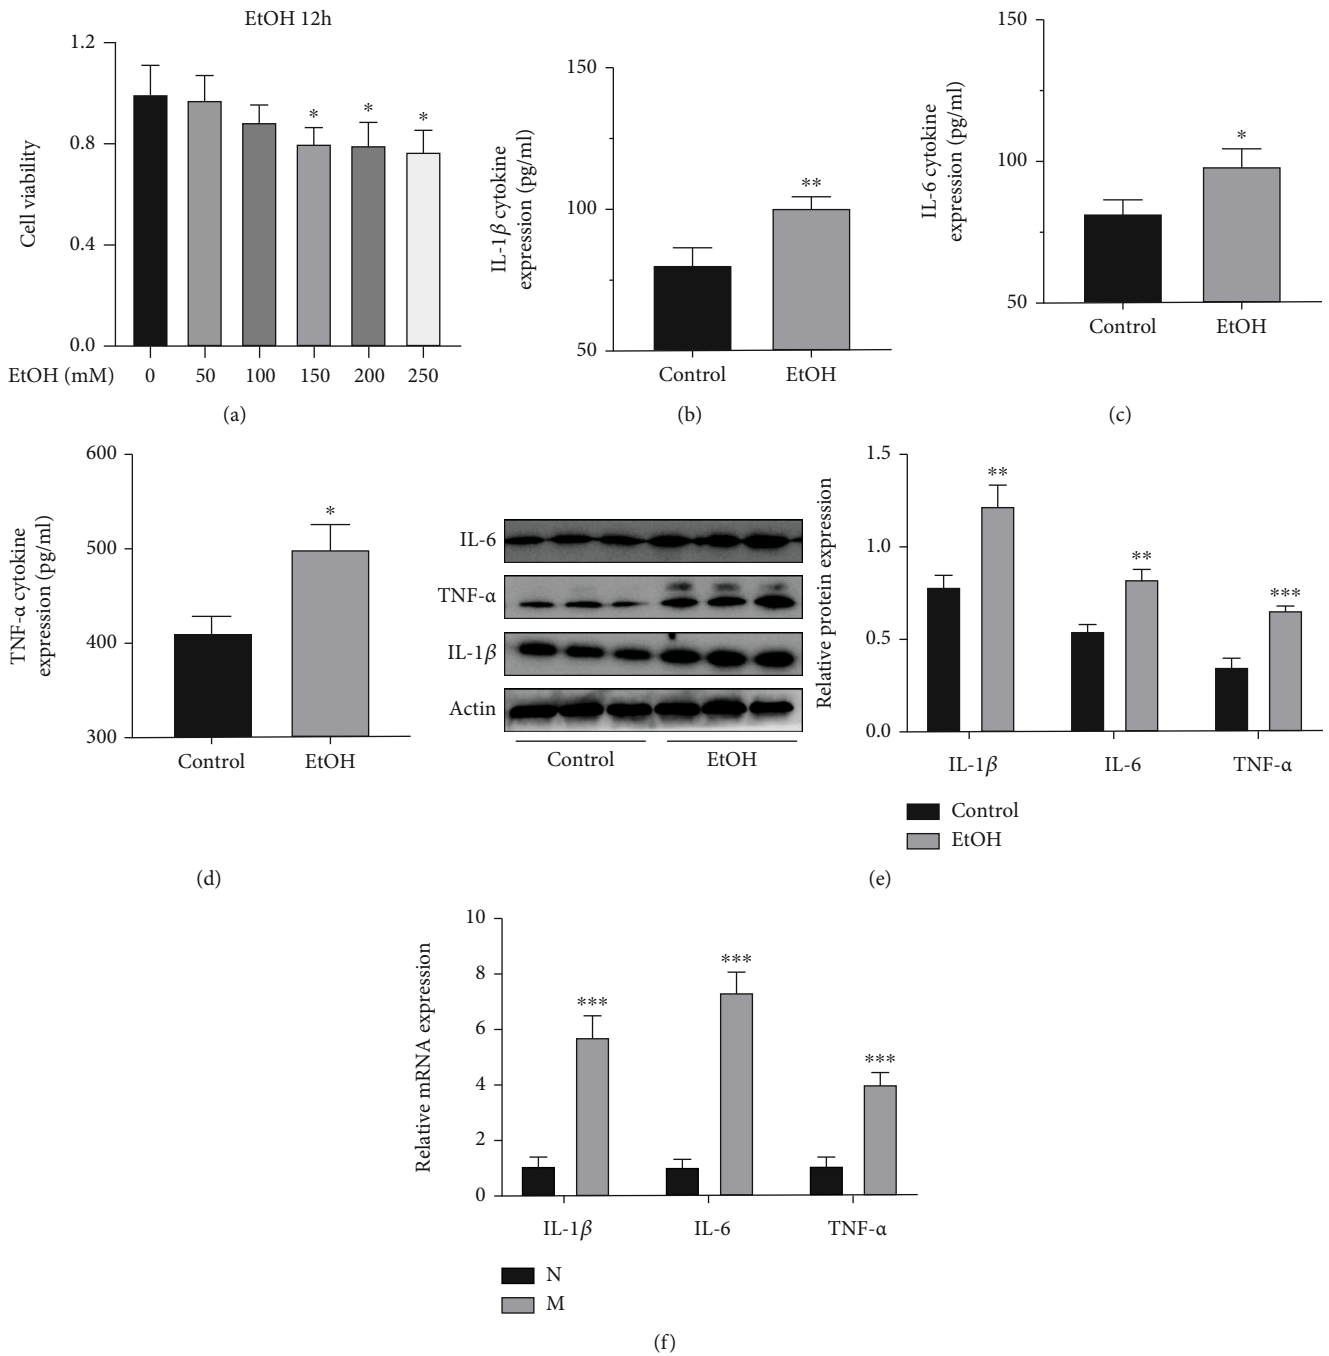 EtOH 12h
1.2
0.8
0.4
0.0
Cell viability
* * *
EtOH (mM) 0 50 100 150 200 250
(a)
150
100
50
IL-1β cytokine
expression (pg/ml)
**
Control EtOH
(b)
150
100
50
IL-6 cytokine
expression (pg/ml)
*
Control EtOH
(c)
600
500
400
300
TNF-α cytokine
expression (pg/ml)
*
Control EtOH
(d)
IL-6
TNF-α
IL-1β
Actin
Control EtOH
1.5
1.0
0.5
0.0
Relative protein expression
** ** ***
IL-1β IL-6 TNF-α
Control
EtOH
(e)
10
8
6
4
2
0
Relative mRNA expression
*** *** ***
IL-1β IL-6 TNF-α
N
M
(f)